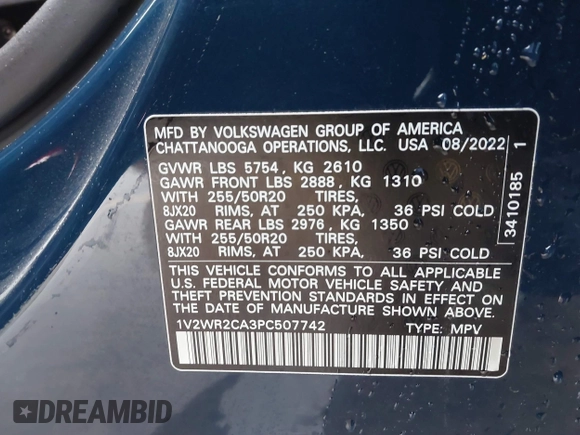 MFD BY VOLKSWAGEN GROUP OF AMERICA
CHATTANOOGA OPERATIONS, LLC. USA 08/2022
GVWR LBS 5754, KG 2610
GAWR FRONT LBS 2888, KG 1310
WITH 255/50R20 TIRES,
8JX20 RIMS, AT 250 KPA, 36 PSI COLD
GAWR REAR LBS 2976, KG 1350
WITH 255/50R20 TIRES,
8JX20 RIMS, AT 250 KPA, 36 PSI COLD
THIS VEHICLE CONFORMS TO ALL APPLICABLE
U.S. FEDERAL MOTOR VEHICLE SAFETY AND
THEFT PREVENTION STANDARDS IN EFFECT ON
THE DATE OF MANUFACTURE SHOWN ABOVE.
1V2WR2CA3PC507742 TYPE: MPV
3410185 1
DREAMBID